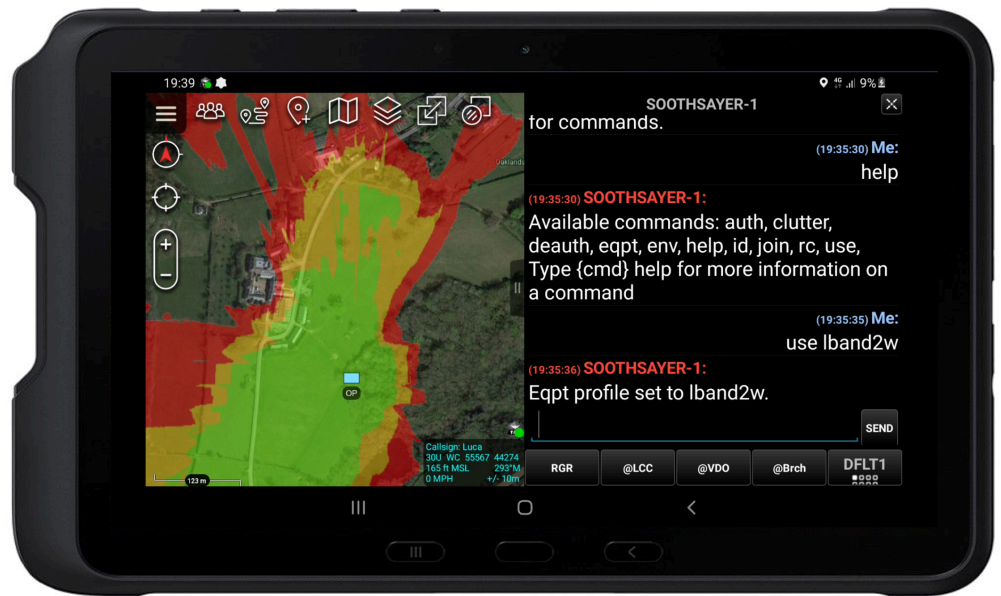 19:39
4G
9%
SOOTHSAYER-1
for commands.
(19:35:30) Me:
help
(19:35:30) SOOTHSAYER-1:
Available commands: auth, clutter,
deauth, eqpt, env, help, id, join, rc, use,
Type {cmd} help for more information on
a command
(19:35:35) Me:
use lband2w
(19:35:36) SOOTHSAYER-1:
Eqpt profile set to lband2w.
SEND
RGR
@LCC
@VDO
@Brch
DFLT1
OP
Callsign: Luca
30U WC 55567 44274
165 ft MSL 293°M
0 MPH +/- 10m
123 m